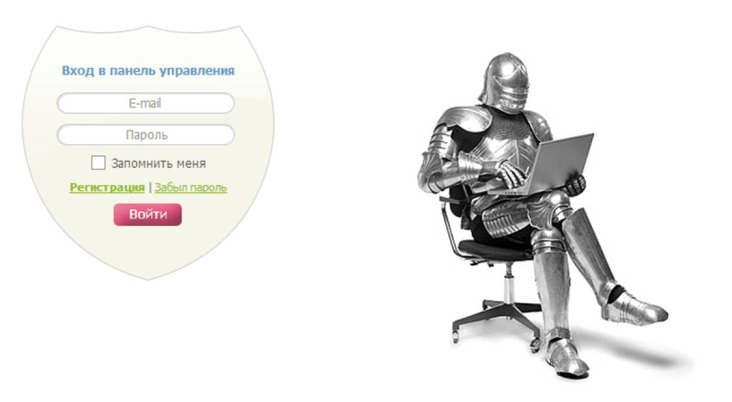 Вход в панель управления
E-mail
Пароль
Запомнить меня
Регистрация | Забыл пароль
Войти